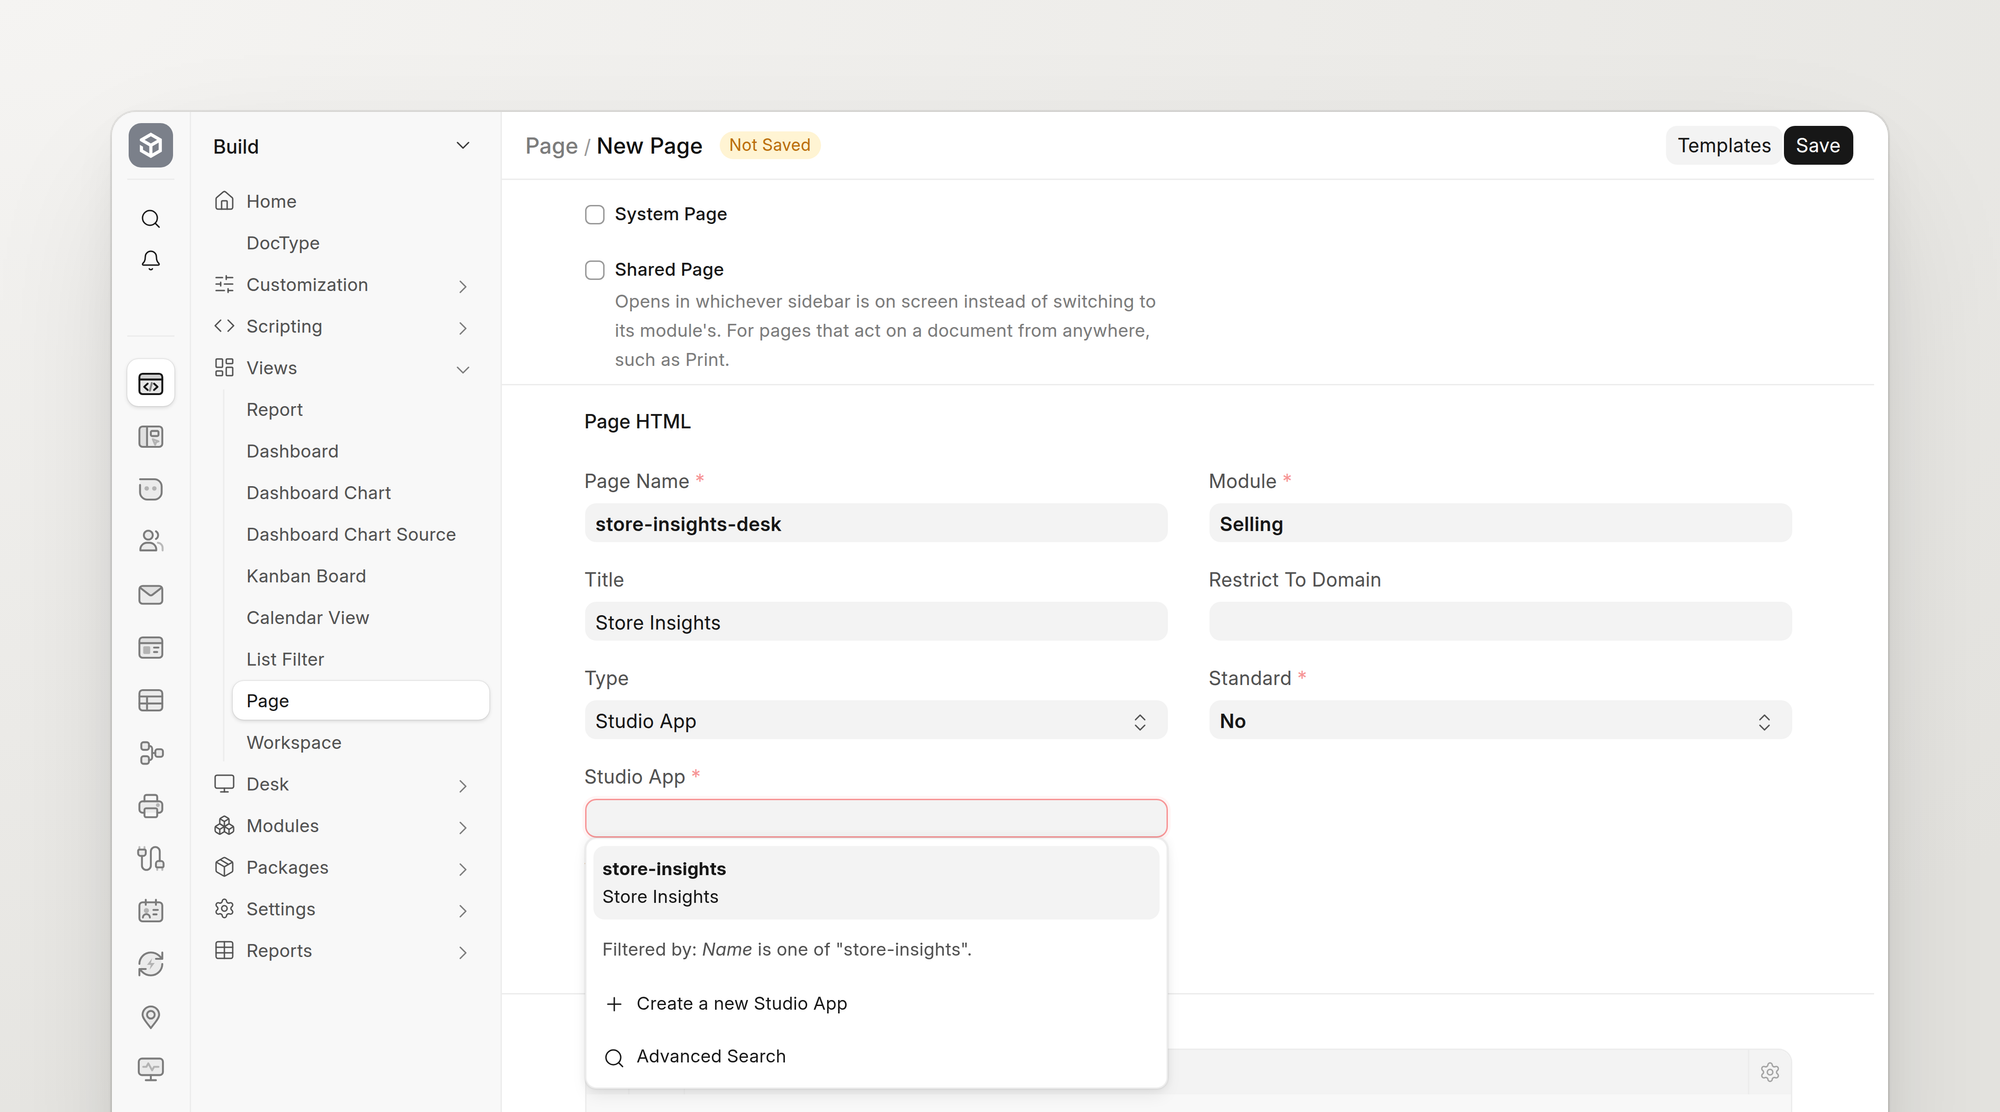 Build
Home
DocType
Customization
Scripting
Views
Report
Dashboard
Dashboard Chart
Dashboard Chart Source
Kanban Board
Calendar View
List Filter
Page
Workspace
Desk
Modules
Packages
Settings
Reports
Page / New Page
Not Saved
Templates
Save
System Page
Shared Page
Opens in whichever sidebar is on screen instead of switching to
its module's. For pages that act on a document from anywhere,
such as Print.
Page HTML
Page Name *
store-insights-desk
Module *
Selling
Title
Store Insights
Restrict To Domain
Type
Studio App
Standard *
No
Studio App *
store-insights
Store Insights
Filtered by: Name is one of "store-insights".
Create a new Studio App
Advanced Search